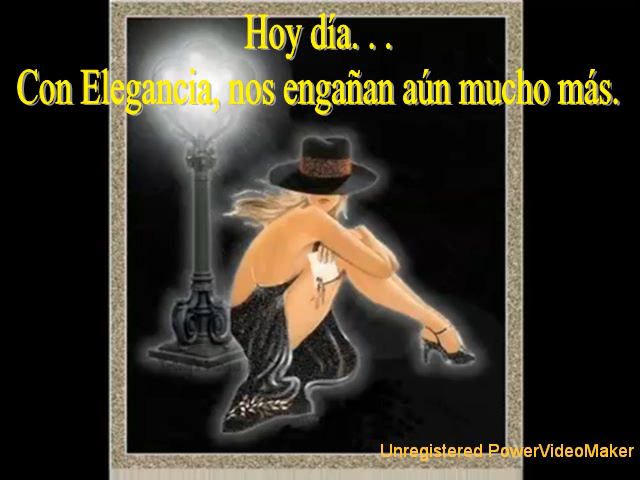 Hoy día. . .
Con Elegancia, nos engañan aún mucho más.
Unregistered PowerVideoMaker